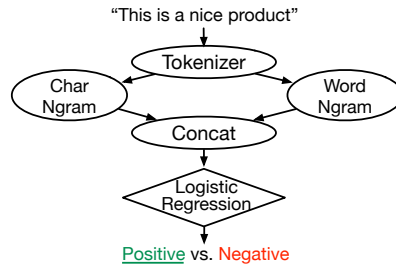 “This is a nice product”
Tokenizer
Char
Ngram
Word
Ngram
Concat
Logistic
Regression
Positive vs. Negative